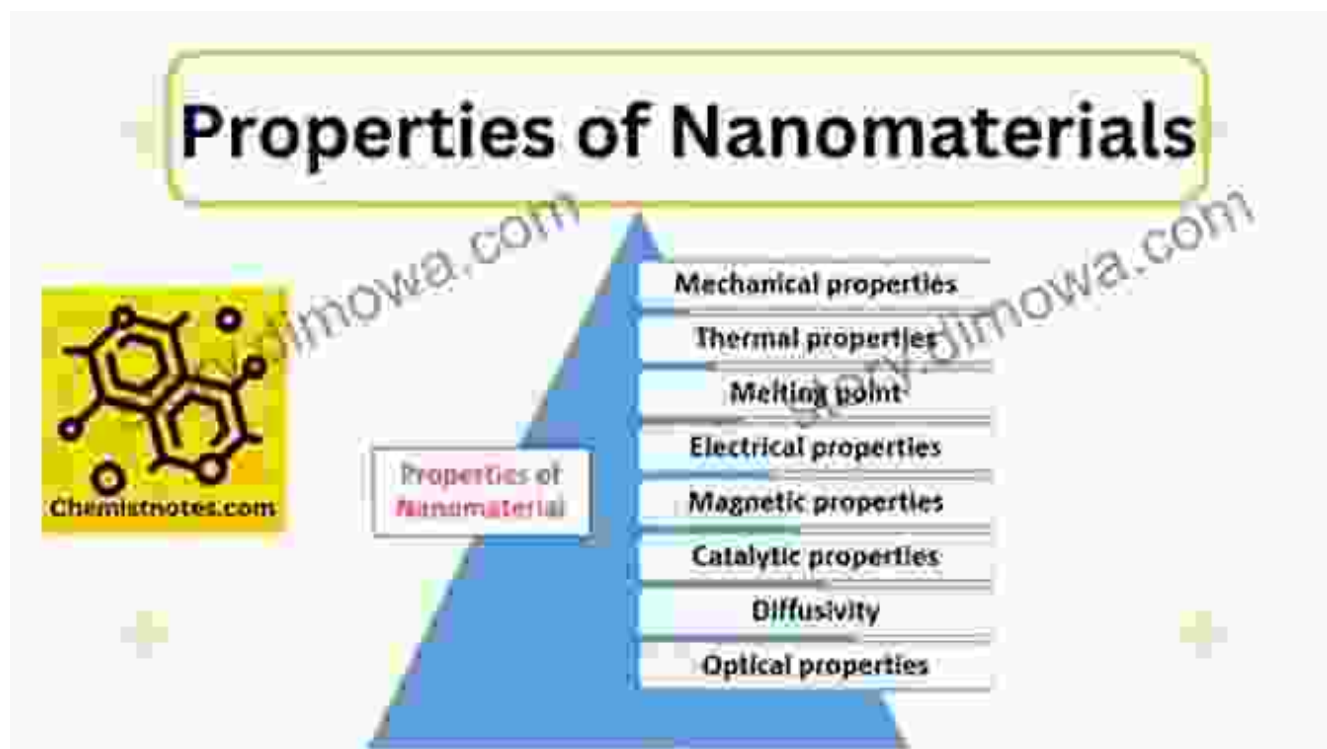 Properties of Nanomaterials
story.dimowa.com
story.dimowa.com
Mechanical properties
Thermal properties
Melting point
Electrical properties
Properties of
Nanomaterial
Magnetic properties
Chemistnotes.com
Catalytic properties
Diffusivity
Optical properties